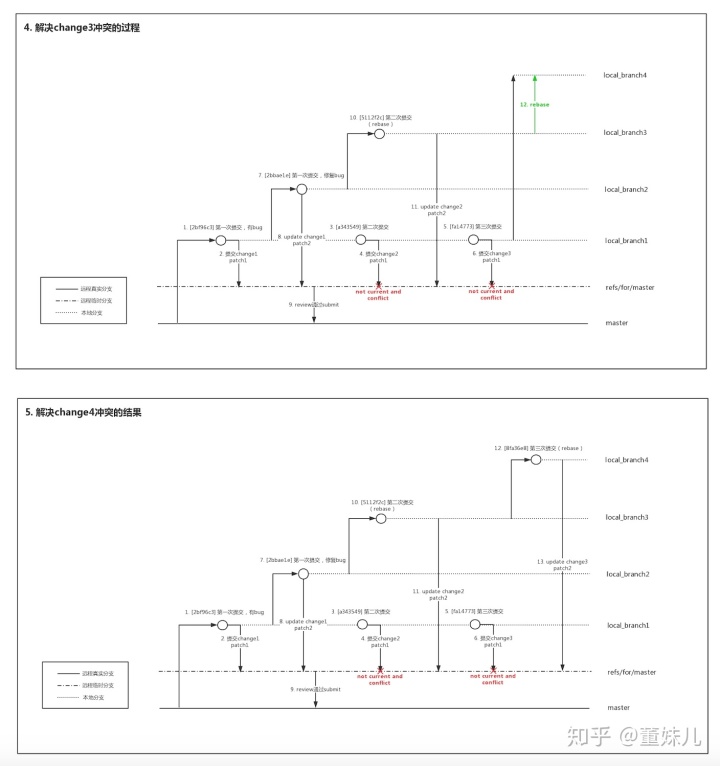 4. 解决change3冲突的过程
local_branch4
12. rebase
10. [5112f2c] 第二次提交
( rebase )
local_branch3
7. [2bbae1e] 第一次提交，修复bug
local_branch2
11. update change2
patch2
1. [2bf96c3] 第一次提交，有bug
8. update change1
patch2
3. [a343549] 第二次提交
5. [fa14773] 第三次提交
local_branch1
2. 提交change1
patch1
4. 提交change2
patch1
6. 提交change3
patch1
远程真实分支
远程临时分支
本地分支
refs/for/master
not current and
conflict
not current and
conflict
9. review通过submit
master
5. 解决change4冲突的结果
12. [8fa36e8] 第三次提交 ( rebase )
local_branch4
10. [5112f2c] 第二次提交
( rebase )
local_branch3
7. [2bbae1e] 第一次提交，修复bug
13. update change3
patch2
local_branch2
11. update change2
patch2
1. [2bf96c3] 第一次提交，有bug
8. update change1
patch2
3. [a343549] 第二次提交
5. [fa14773] 第三次提交
local_branch1
2. 提交change1
patch1
4. 提交change2
patch1
6. 提交change3
patch1
远程真实分支
远程临时分支
本地分支
refs/for/master
not current and
conflict
not current and
conflict
9. review通过submit
master
知乎 @董妹儿